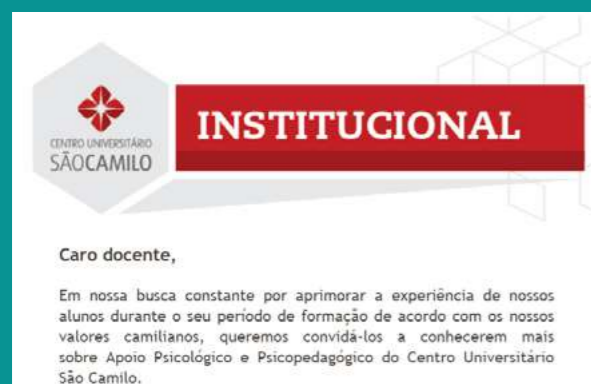 CENTRO UNIVERSITÁRIO
SÃOCAMILO
INSTITUCIONAL
Caro docente,
Em nossa busca constante por aprimorar a experiência de nossos
alunos durante o seu período de formação de acordo com os nossos
valores camilianos, queremos convidá-los a conhecerem mais
sobre Apoio Psicológico e Psicopedagógico do Centro Universitário
São Camilo.